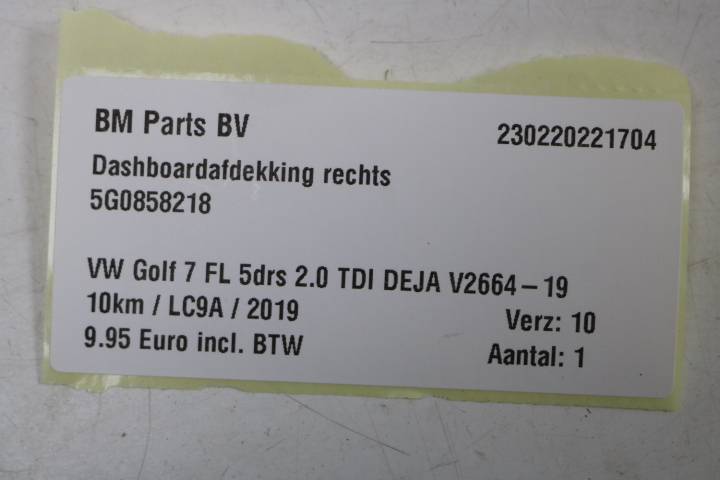 BM Parts BV 230220221704
Dashboardafdekking rechts
5G0858218
VW Golf 7 FL 5drs 2.0 TDI DEJA V2664-19
10km / LC9A / 2019 Verz: 10
9.95 Euro incl. BTW Aantal: 1